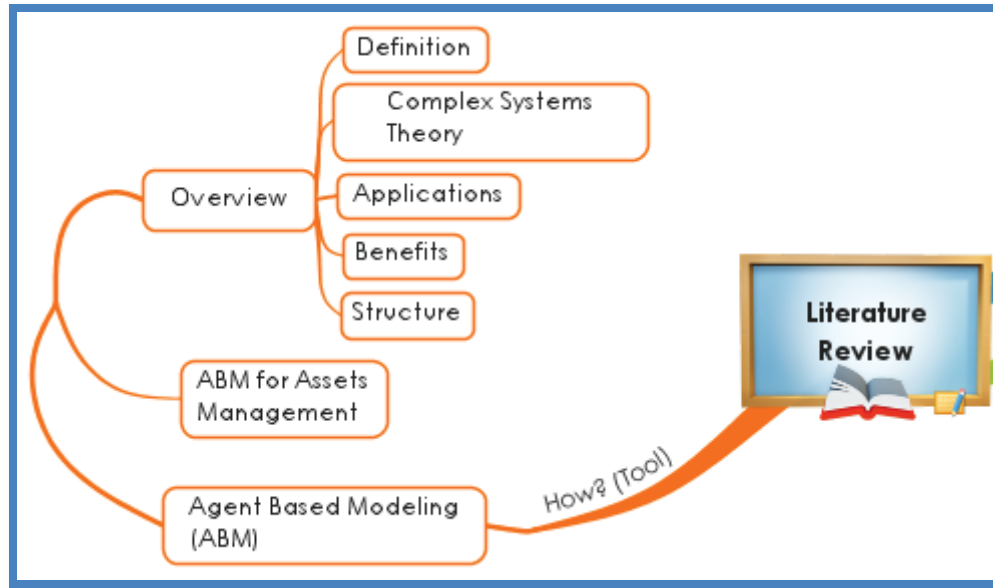 Definition
Complex Systems
Theory
Overview
Applications
Benefits
Structure
Literature
Review
ABM for Assets
Management
How? (Tool)
Agent Based Modeling
(ABM)